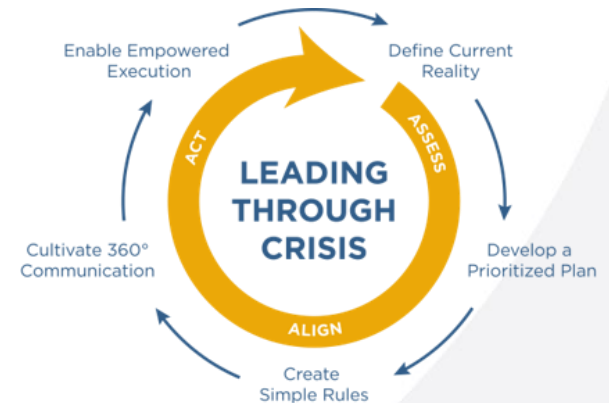 Enable Empowered
Execution
Define Current
Reality
ACT
ASSESS
LEADING
THROUGH
CRISIS
Cultivate 360°
Communication
Develop a
Prioritized Plan
ALIGN
Create
Simple Rules